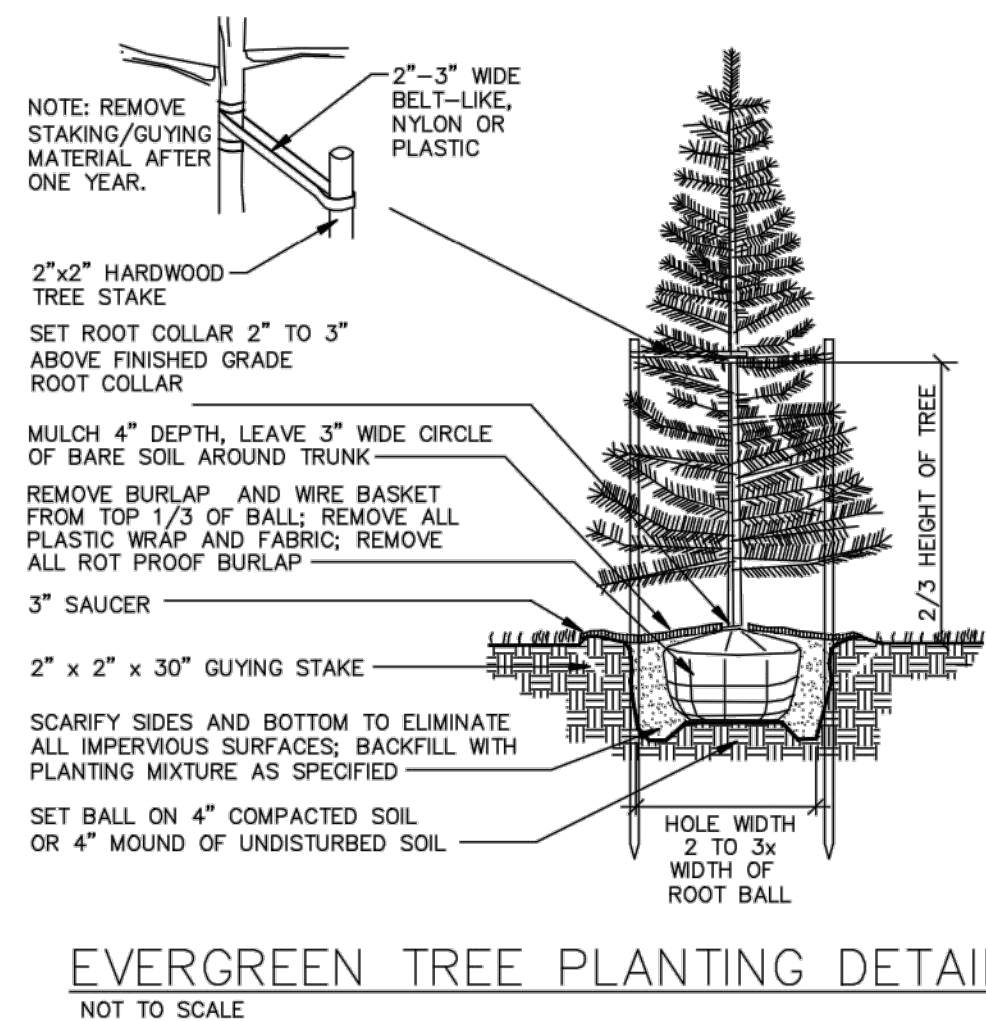 2"-3" WIDE
BELT-LIKE,
NYLON OR
PLASTIC
NOTE: REMOVE
STAKING/GUYING
MATERIAL AFTER
ONE YEAR.
2"x2" HARDWOOD
TREE STAKE
SET ROOT COLLAR 2" TO 3"
ABOVE FINISHED GRADE
ROOT COLLAR
MULCH 4" DEPTH, LEAVE 3" WIDE CIRCLE
OF BARE SOIL AROUND TRUNK
REMOVE BURLAP AND WIRE BASKET
FROM TOP 1/3 OF BALL; REMOVE ALL
PLASTIC WRAP AND FABRIC; REMOVE
ALL ROT PROOF BURLAP
3" SAUCER
2" x 2" x 30" GUYING STAKE
SCARIFY SIDES AND BOTTOM TO ELIMINATE
ALL IMPERVIOUS SURFACES; BACKFILL WITH
PLANTING MIXTURE AS SPECIFIED
SET BALL ON 4" COMPACTED SOIL
OR 4" MOUND OF UNDISTURBED SOIL
2/3 HEIGHT OF TREE
HOLE WIDTH
2 TO 3x
WIDTH OF
ROOT BALL
EVERGREEN TREE PLANTING DETAI
NOT TO SCALE